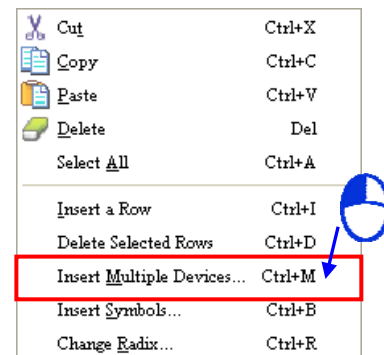 Cut Ctrl+X
Copy Ctrl+C
Paste Ctrl+V
Delete Del
Select All Ctrl+A
Insert a Row Ctrl+I
Delete Selected Rows Ctrl+D
Insert Multiple Devices... Ctrl+M
Insert Symbols... Ctrl+B
Change Radix... Ctrl+R